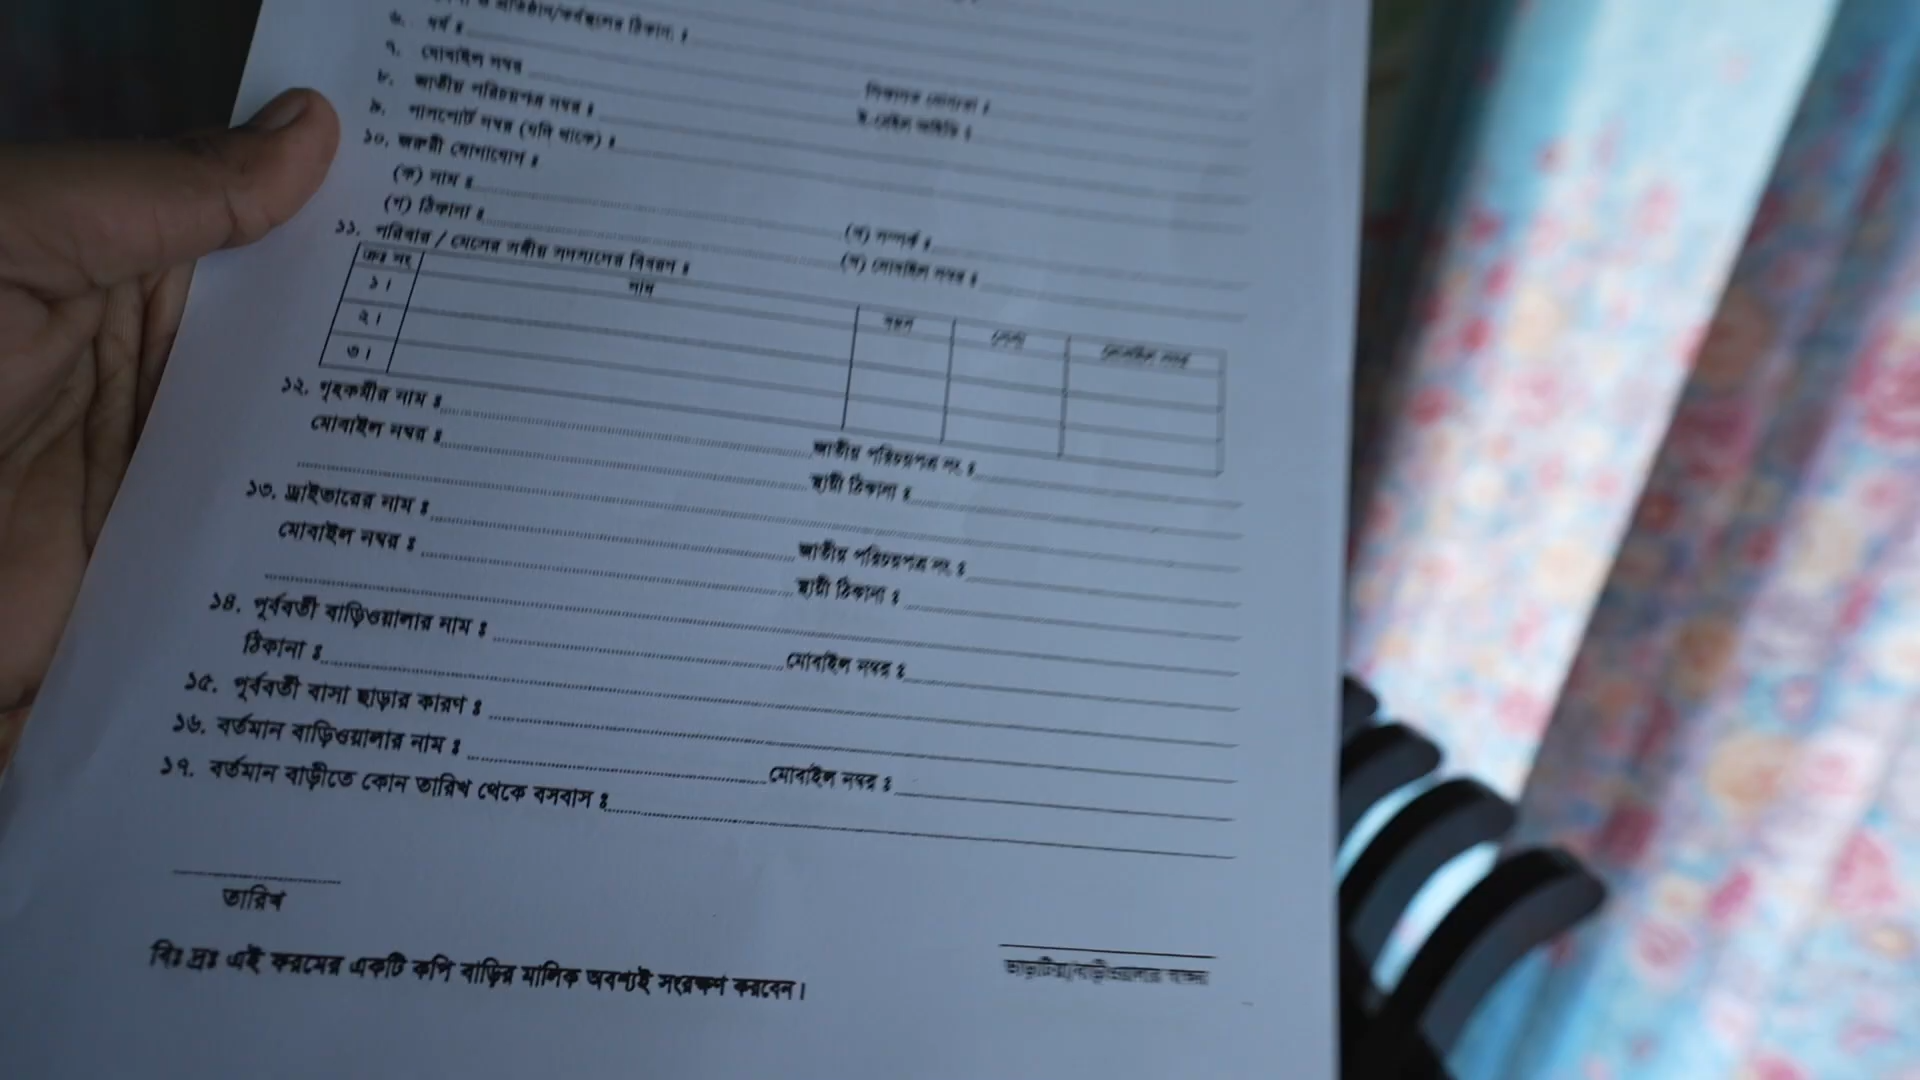 ৬. ধর্ম ঃ
৭. মোবাইল নম্বর
৮. জাতীয় পরিচয়পত্র নম্বর ঃ শিক্ষাগত যোগ্যতা ঃ
৯. পাসপোর্ট নম্বর (যদি থাকে) ঃ ই-মেইল আইডি ঃ
১০. জরুরী যোগাযোগ ঃ
(ক) নাম ঃ (খ) সম্পর্ক ঃ
(গ) ঠিকানা ঃ (ঘ) মোবাইল নম্বর ঃ
১১. পরিবার / মেসের সঙ্গীয় সদস্যদের বিবরণ ঃ
ক্রঃ নং নাম বয়স পেশা মোবাইল নম্বর
১।
২।
৩।
১২. গৃহকর্মীর নাম ঃ জাতীয় পরিচয়পত্র নং ঃ
মোবাইল নম্বর ঃ স্থায়ী ঠিকানা ঃ
১৩. ড্রাইভারের নাম ঃ জাতীয় পরিচয়পত্র নং ঃ
মোবাইল নম্বর ঃ স্থায়ী ঠিকানা ঃ
১৪. পূর্ববর্তী বাড়িওয়ালার নাম ঃ মোবাইল নম্বর ঃ
ঠিকানা ঃ
১৫. পূর্ববর্তী বাসা ছাড়ার কারণ ঃ
১৬. বর্তমান বাড়িওয়ালার নাম ঃ মোবাইল নম্বর ঃ
১৭. বর্তমান বাড়ীতে কোন তারিখ থেকে বসবাস ঃ
তারিখ
বিঃ দ্রঃ এই ফরমের একটি কপি বাড়ির মালিক অবশ্যই সংরক্ষণ করবেন।